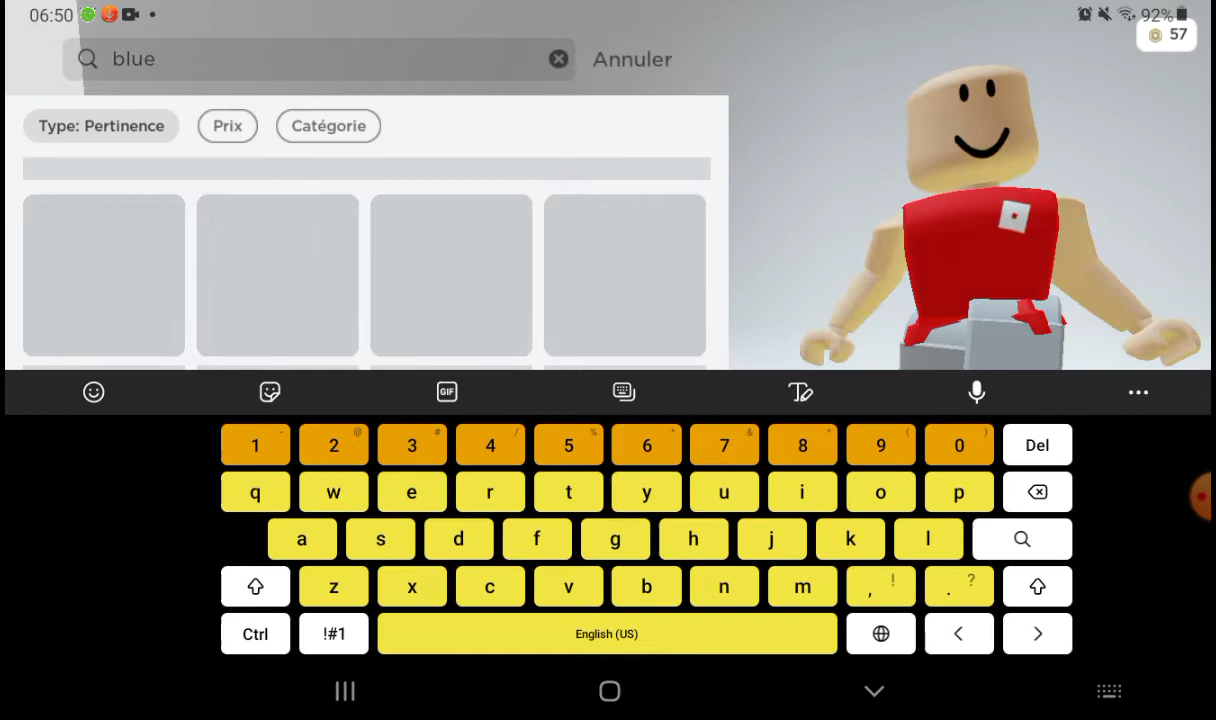 06:50
92%
57
blue
Annuler
Type: Pertinence
Prix
Catégorie
GIF
1 - 2 @ 3 # 4 / 5 % 6 ^ 7 & 8 * 9 ( 0 ) Del
q w e r t y u i o p
a s d f g h j k l
z x c v b n m , ! . ?
Ctrl !#1 English (US) < >